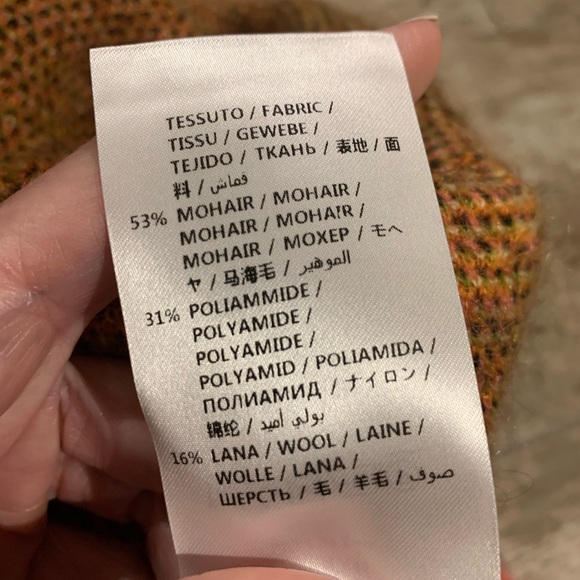 TESSUTO / FABRIC /
TISSU / GEWEBE /
TEJIDO / ТКАНЬ / 表地 / 面
料 / قماش
53% MOHAIR / MOHAIR /
MOHAIR / MOHAIR /
MOHAIR / МОХЕР / モヘ
ヤ / 马海毛 / الموهير
31% POLIAMMIDE /
POLYAMIDE /
POLYAMIDE /
POLYAMID / POLIAMIDA /
ПОЛИАМИД / ナイロン /
锦纶 / بولي أميد
16% LANA / WOOL / LAINE /
WOLLE / LANA /
ШЕРСТЬ / 毛 / 羊毛 / صوف